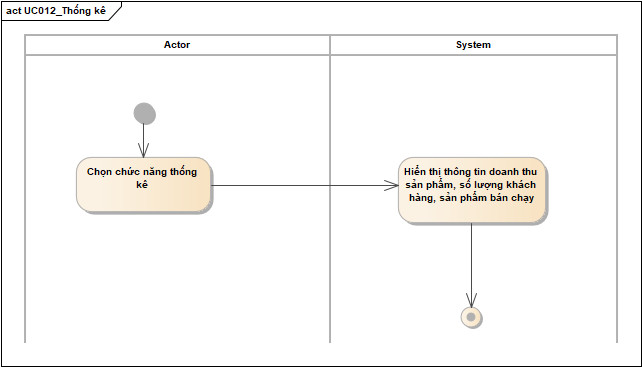 act UC012_Thống kê
Actor
System
Chọn chức năng thống
kê
Hiển thị thông tin doanh thu
sản phẩm, số lượng khách
hàng, sản phẩm bán chạy